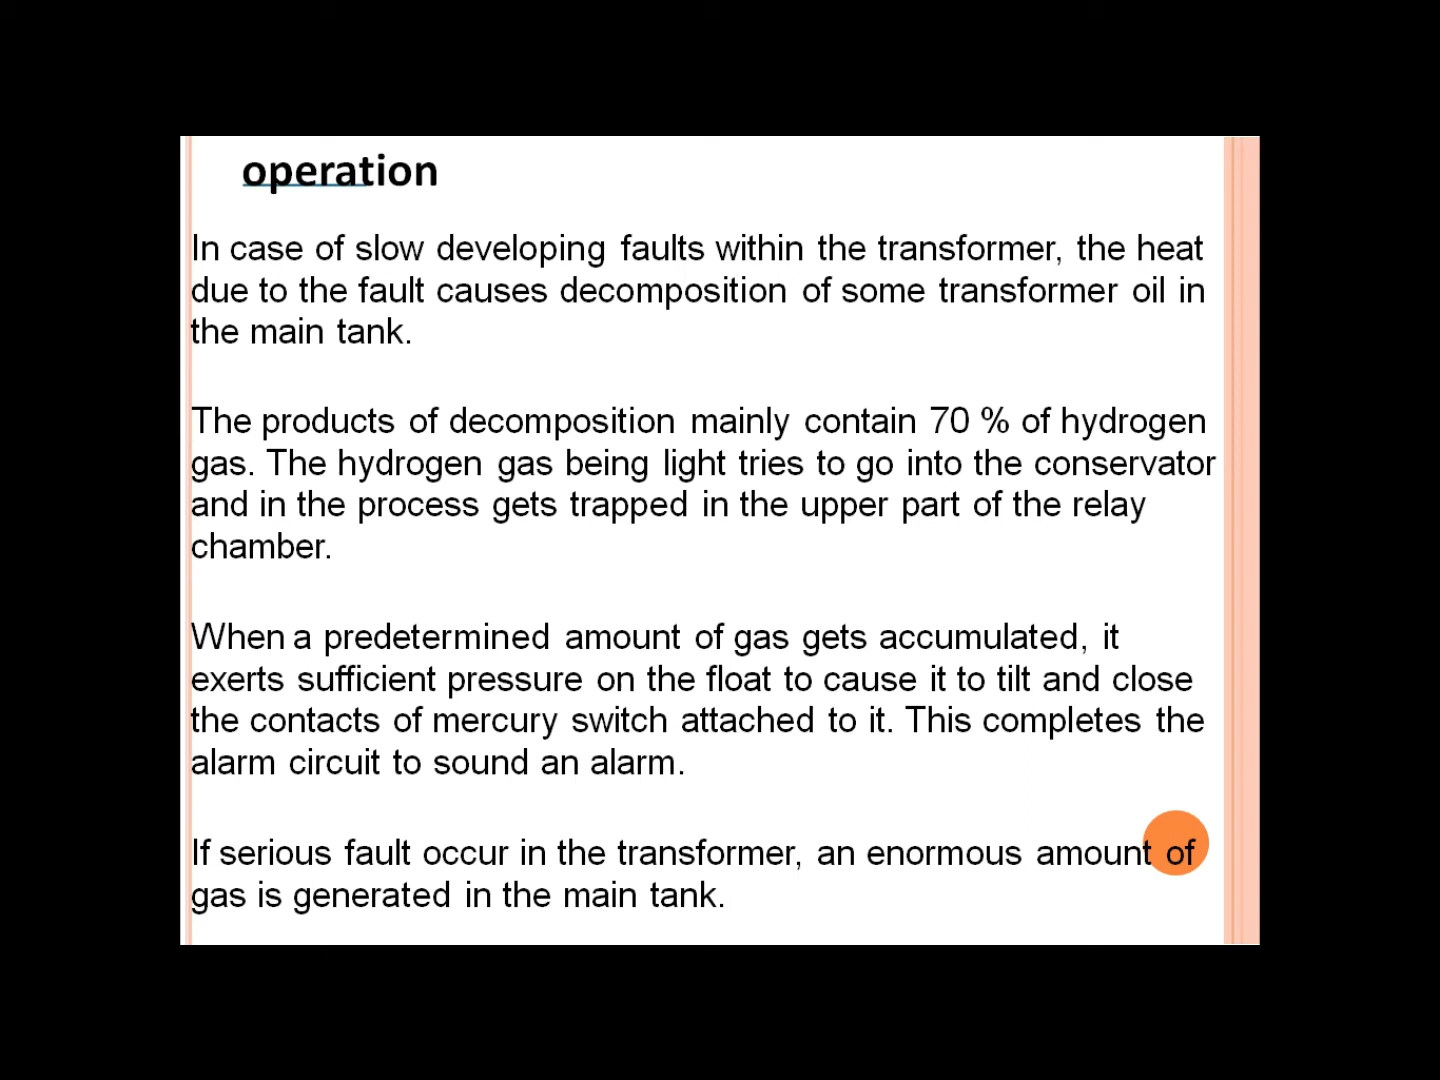 operation
In case of slow developing faults within the transformer, the heat
due to the fault causes decomposition of some transformer oil in
the main tank.
The products of decomposition mainly contain 70 % of hydrogen
gas. The hydrogen gas being light tries to go into the conservator
and in the process gets trapped in the upper part of the relay
chamber.
When a predetermined amount of gas gets accumulated, it
exerts sufficient pressure on the float to cause it to tilt and close
the contacts of mercury switch attached to it. This completes the
alarm circuit to sound an alarm.
If serious fault occur in the transformer, an enormous amount of
gas is generated in the main tank.